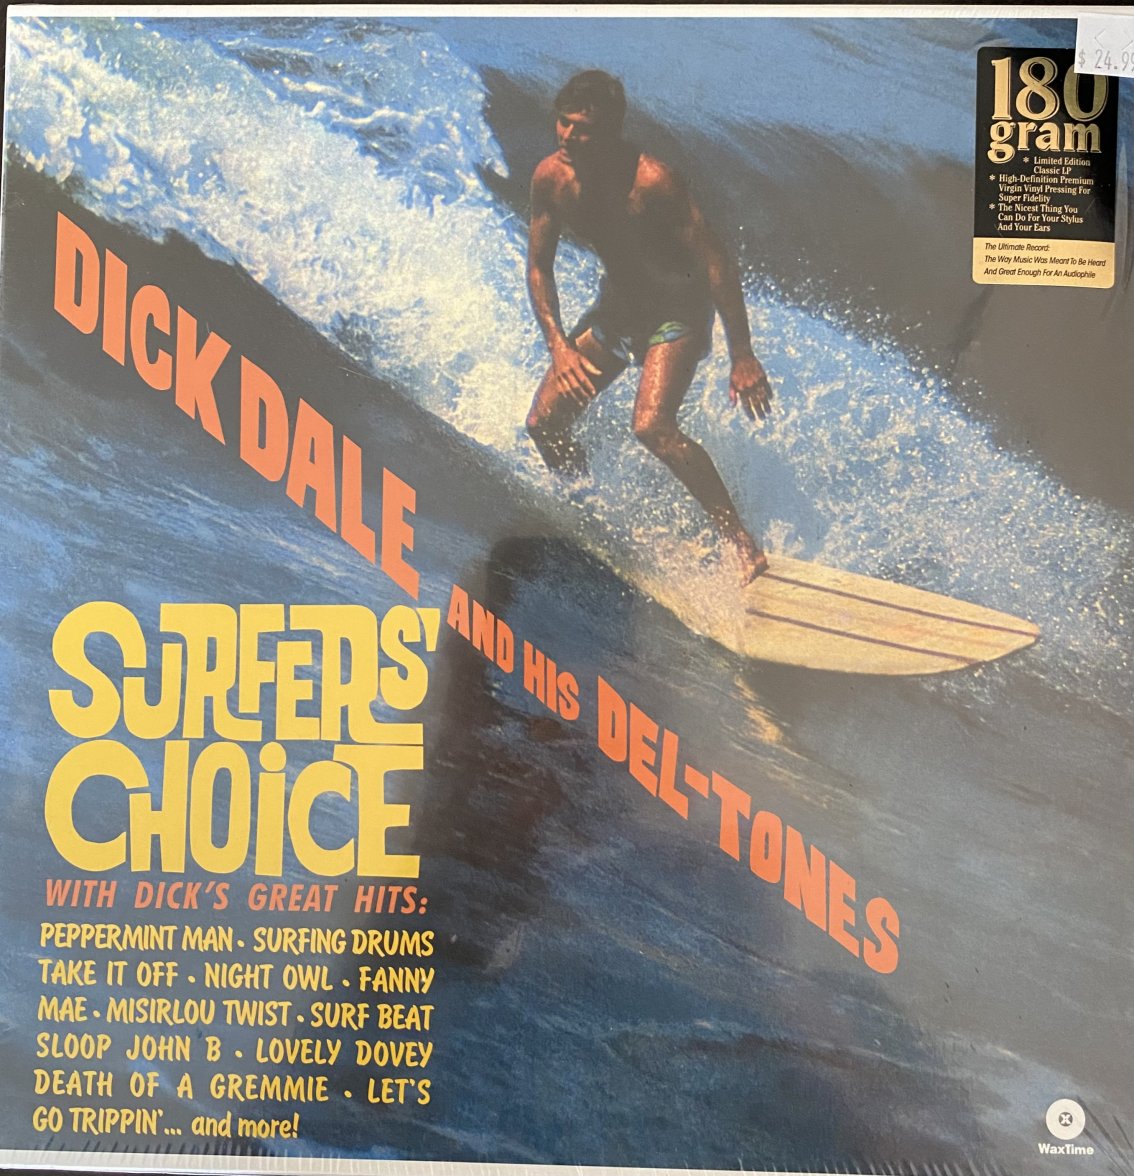 $ 24.99
180
gram
* Limited Edition
Classic LP
* High-Definition Premium
Virgin Vinyl Pressing For
Super Fidelity
* The Nicest Thing You
Can Do For Your Stylus
And Your Ears
The Ultimate Record:
The Way Music Was Meant To Be Heard
And Great Enough For An Audiophile
DICK DALE
AND HIS DEL-TONES
SURFERS'
CHOICE
WITH DICK'S GREAT HITS:
PEPPERMINT MAN • SURFING DRUMS
TAKE IT OFF • NIGHT OWL • FANNY
MAE • MISIRLOU TWIST • SURF BEAT
SLOOP JOHN B • LOVELY DOVEY
DEATH OF A GREMMIE • LET'S
GO TRIPPIN'... and more!
WaxTime